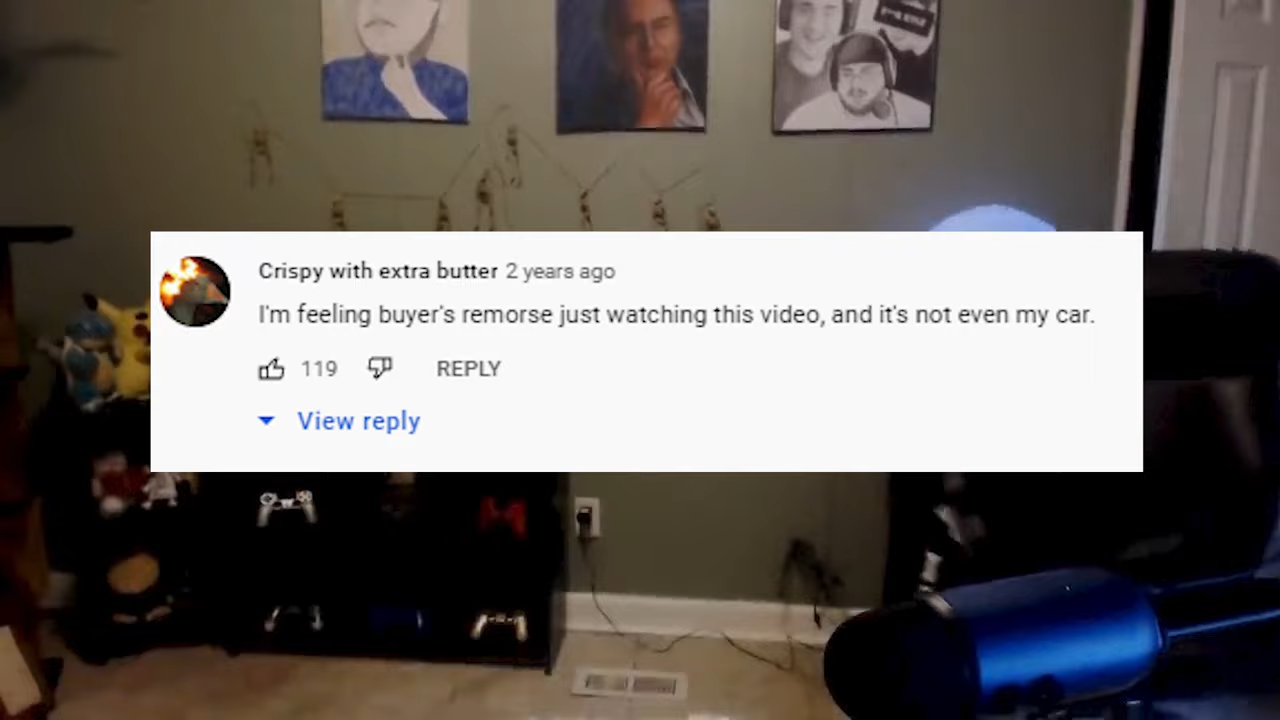 Crispy with extra butter 2 years ago
I'm feeling buyer's remorse just watching this video, and it's not even my car.
119 REPLY
View reply